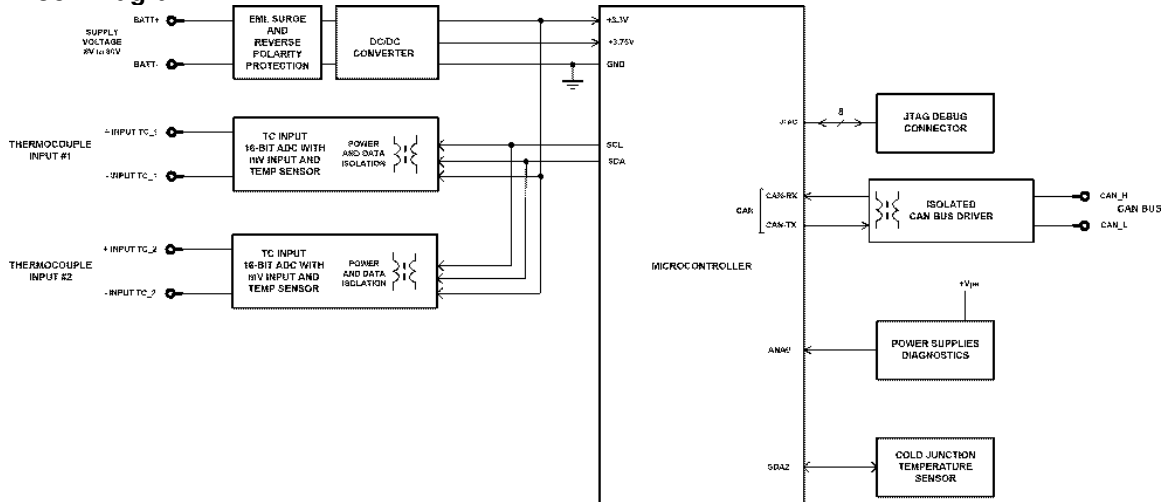 BATT+
SUPPLY
VOLTAGE
BATT-
EMI, SURGE
AND
REVERSE
POLARITY
PROTECTION
DC/DC
CONVERTER
+3.3V
+3.75V
GND
THERMOCOUPLE
INPUT #1
+ INPUT TC_1
- INPUT TC_1
TC INPUT
16-BIT ADC WITH
mV INPUT AND
TEMP SENSOR
POWER
AND DATA
ISOLATION
SCL
SDA
THERMOCOUPLE
INPUT #2
+ INPUT TC_2
- INPUT TC_2
TC INPUT
16-BIT ADC WITH
mV INPUT AND
TEMP SENSOR
POWER
AND DATA
ISOLATION
MICROCONTROLLER
JTAG
8
JTAG DEBUG
CONNECTOR
CAN
CAN-RX
CAN-TX
ISOLATED
CAN BUS DRIVER
CAN_H
CAN BUS
CAN_L
+Vps
POWER SUPPLIES
DIAGNOSTICS
SDA2
COLD JUNCTION
TEMPERATURE
SENSOR